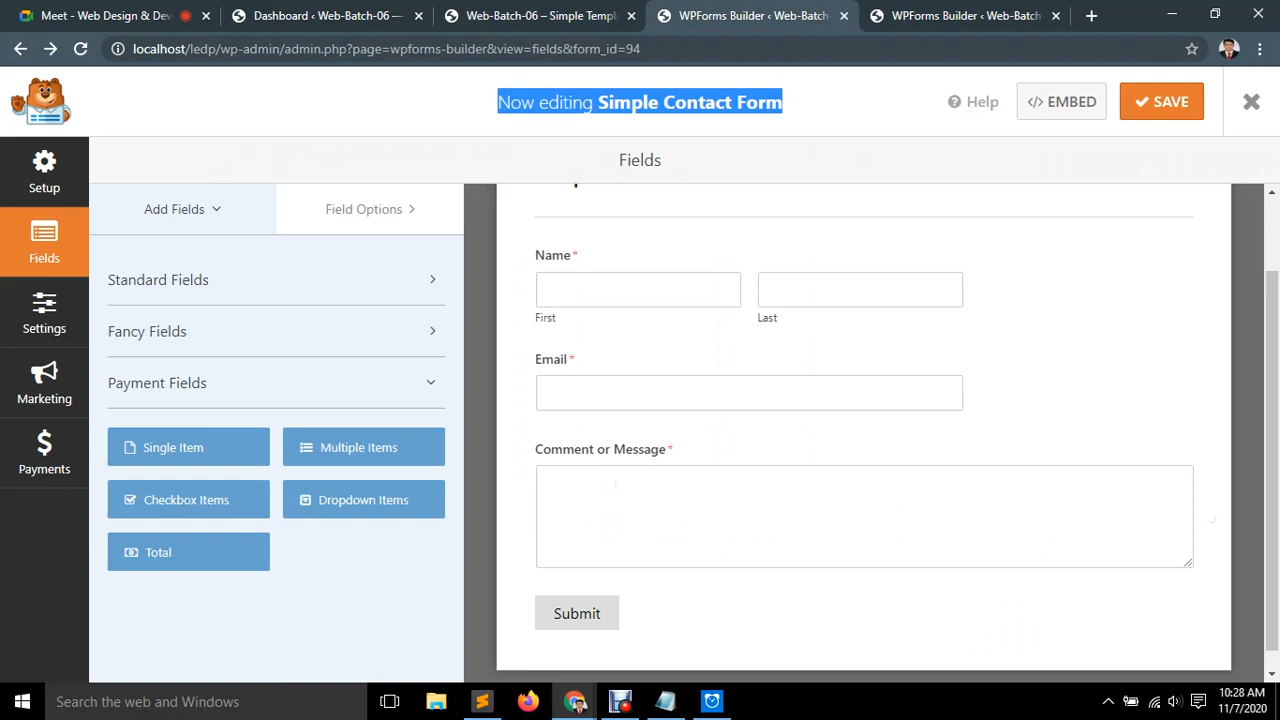 Meet - Web Design & Dev
Dashboard ‹ Web-Batch-06 —
Web-Batch-06 – Simple Templa
WPForms Builder ‹ Web-Batch-
WPForms Builder ‹ Web-Batch
localhost/ledp/wp-admin/admin.php?page=wpforms-builder&view=fields&form_id=94
Now editing Simple Contact Form
Help
</> EMBED
SAVE
Fields
Setup
Fields
Settings
Marketing
Payments
Add Fields
Field Options
Standard Fields
Fancy Fields
Payment Fields
Single Item
Multiple Items
Checkbox Items
Dropdown Items
Total
Name*
First
Last
Email*
Comment or Message*
Submit
Search the web and Windows
10:28 AM
11/7/2020